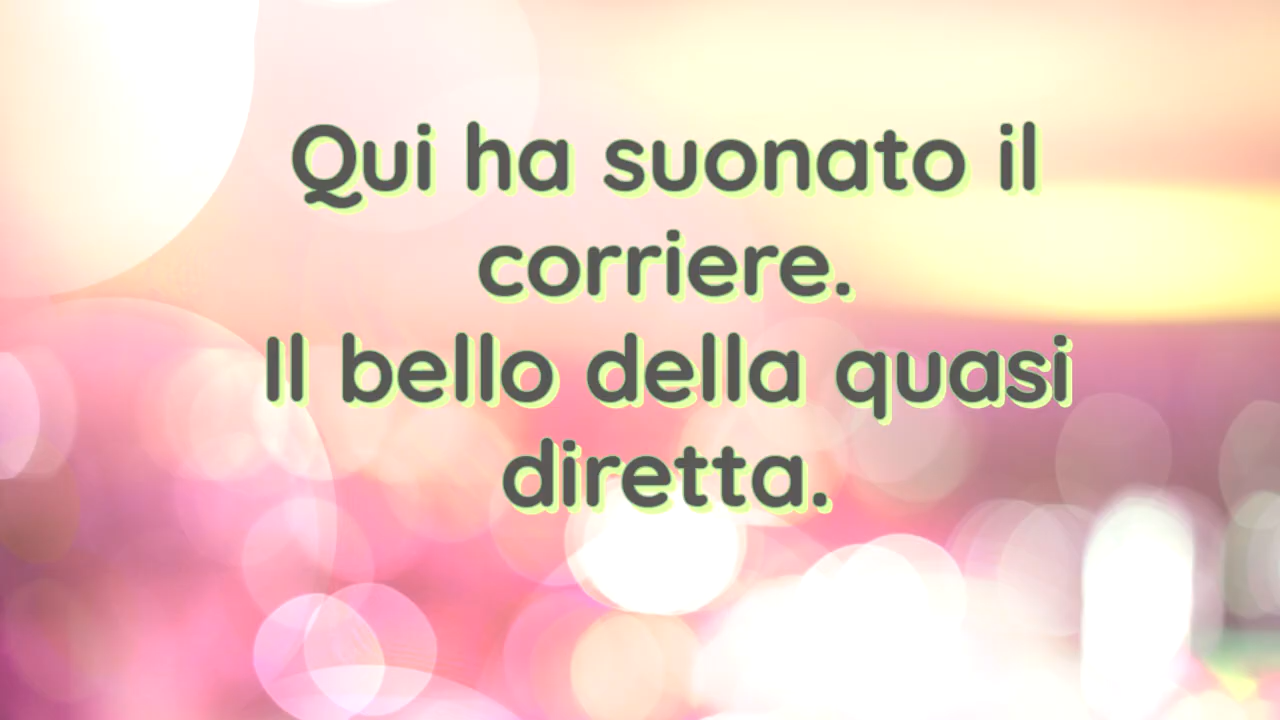 Qui ha suonato il
corriere.
Il bello della quasi
diretta.